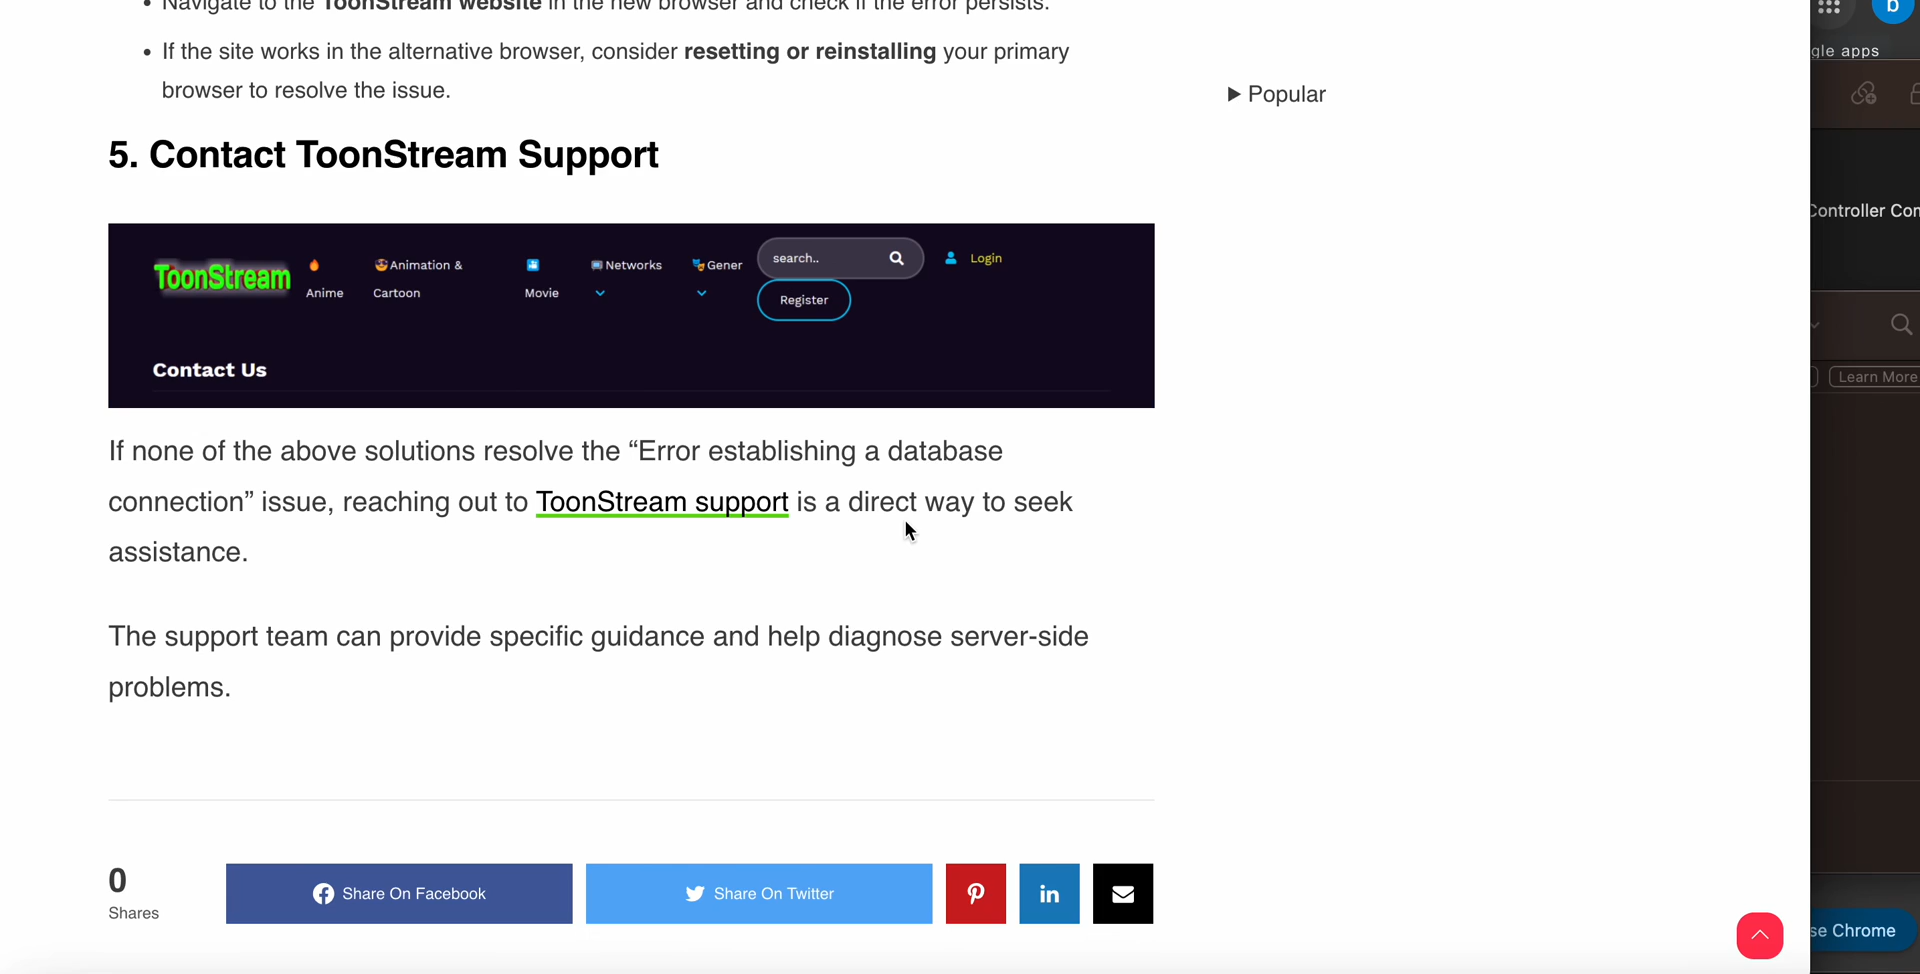 Navigate to the ToonStream website in the new browser and check if the error persists.
• If the site works in the alternative browser, consider resetting or reinstalling your primary
browser to resolve the issue.
▶ Popular
5. Contact ToonStream Support
ToonStream
Anime
Animation &
Cartoon
Movie
Networks
Gener
search..
Login
Register
Contact Us
If none of the above solutions resolve the “Error establishing a database
connection” issue, reaching out to ToonStream support is a direct way to seek
assistance.
The support team can provide specific guidance and help diagnose server-side
problems.
0
Shares
Share On Facebook
Share On Twitter
in
b
gle apps
Controller Con
Learn More
se Chrome